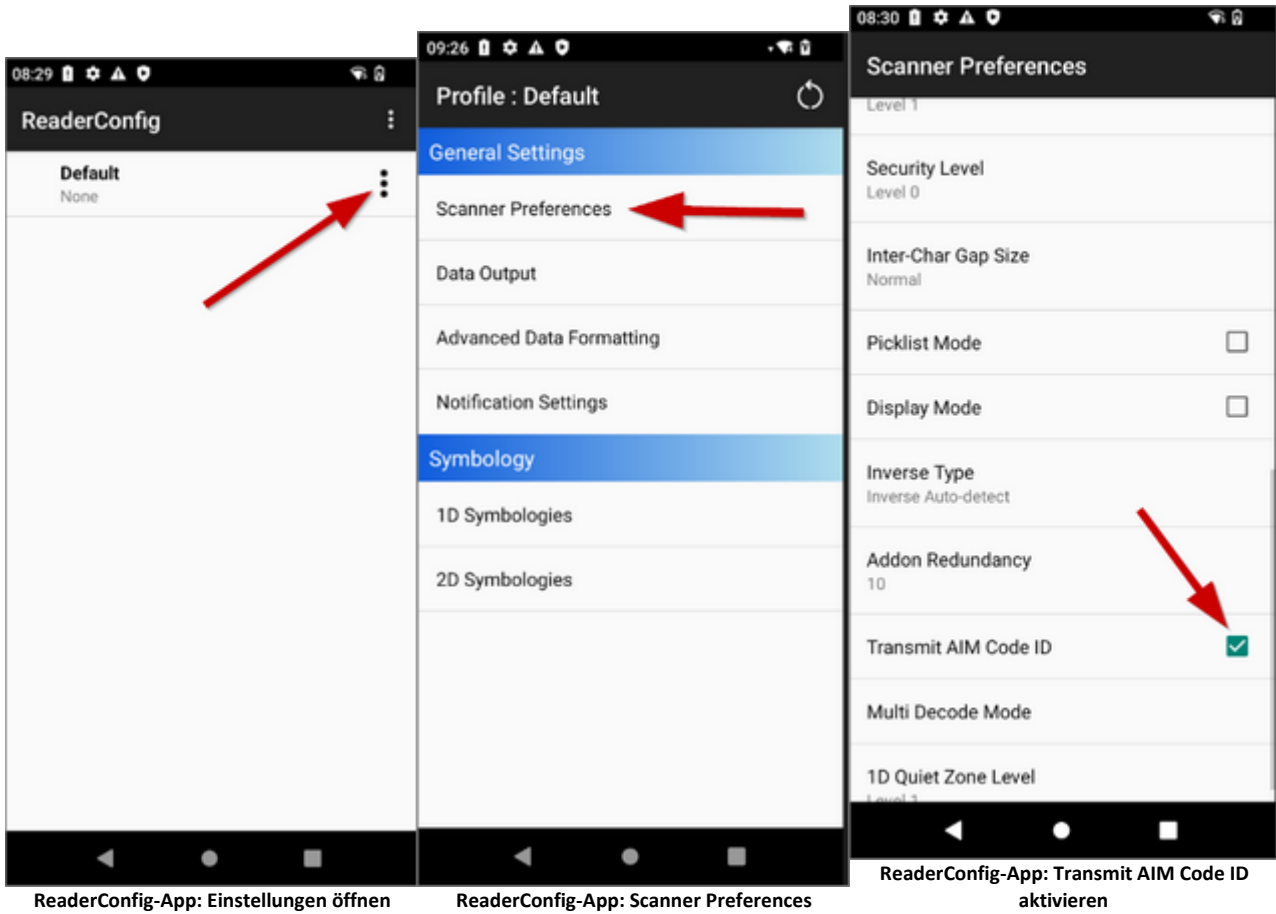 08:29
ReaderConfig
Default
None
ReaderConfig-App: Einstellungen öffnen
09:26
Profile : Default
General Settings
Scanner Preferences
Data Output
Advanced Data Formatting
Notification Settings
Symbology
1D Symbologies
2D Symbologies
ReaderConfig-App: Scanner Preferences
08:30
Scanner Preferences
Level 1
Security Level
Level 0
Inter-Char Gap Size
Normal
Picklist Mode
Display Mode
Inverse Type
Inverse Auto-detect
Addon Redundancy
10
Transmit AIM Code ID
Multi Decode Mode
1D Quiet Zone Level
Level 1
ReaderConfig-App: Transmit AIM Code ID
aktivieren